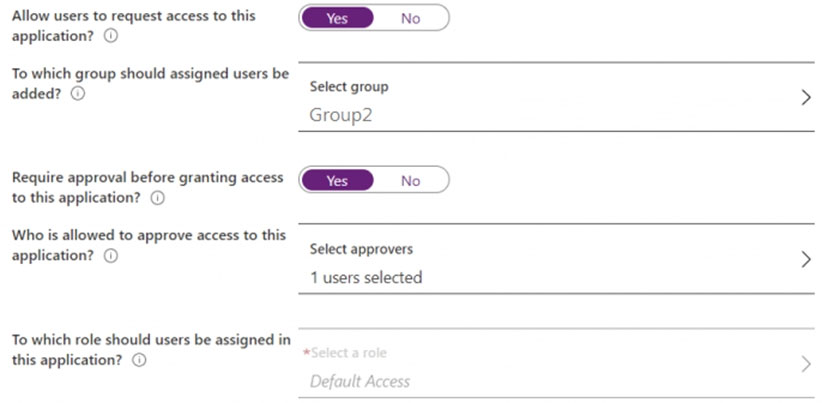 Allow users to request access to this
application?
Yes No
To which group should assigned users be
added?
Select group
Group2
Require approval before granting access
to this application?
Yes No
Who is allowed to approve access to this
application?
Select approvers
1 users selected
To which role should users be assigned in
this application?
*Select a role
Default Access